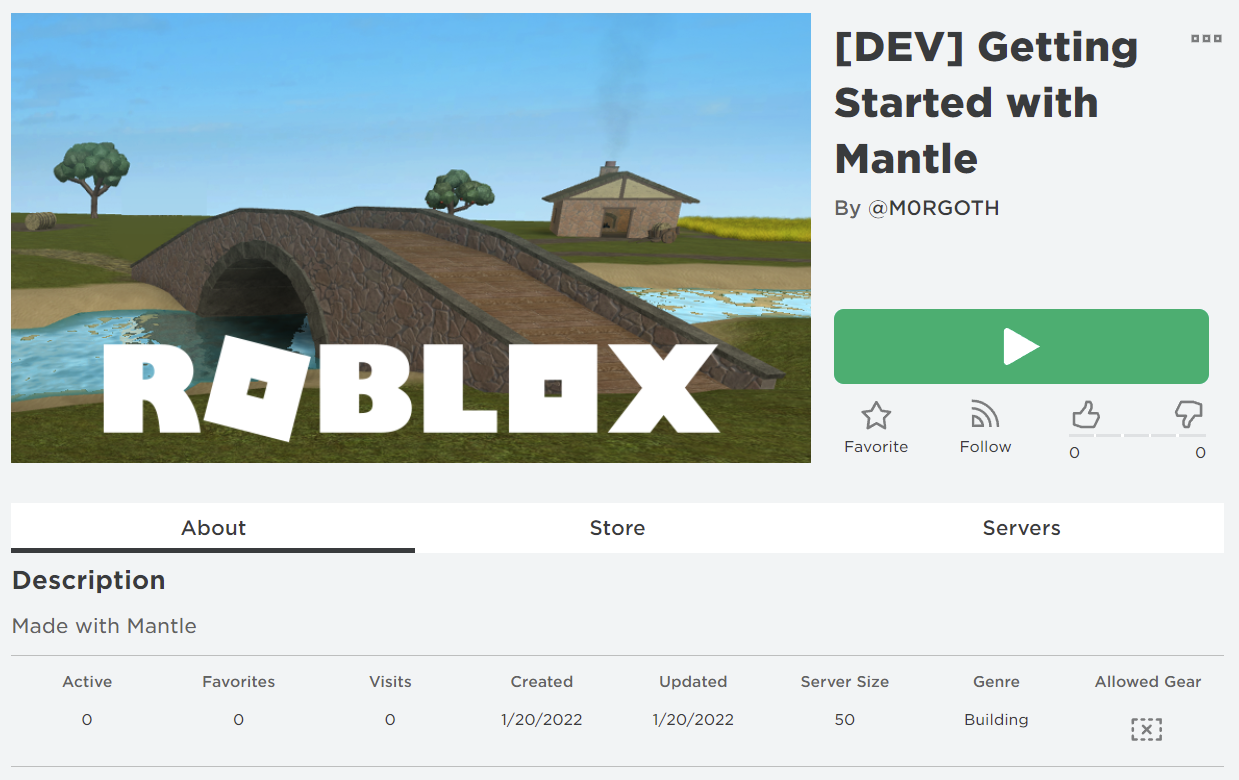 [DEV] Getting
Started with
Mantle
By @M0RGOTH
ROBLOX
Favorite
Follow
0
0
About
Store
Servers
Description
Made with Mantle
Active
Favorites
Visits
Created
Updated
Server Size
Genre
Allowed Gear
0
0
0
1/20/2022
1/20/2022
50
Building